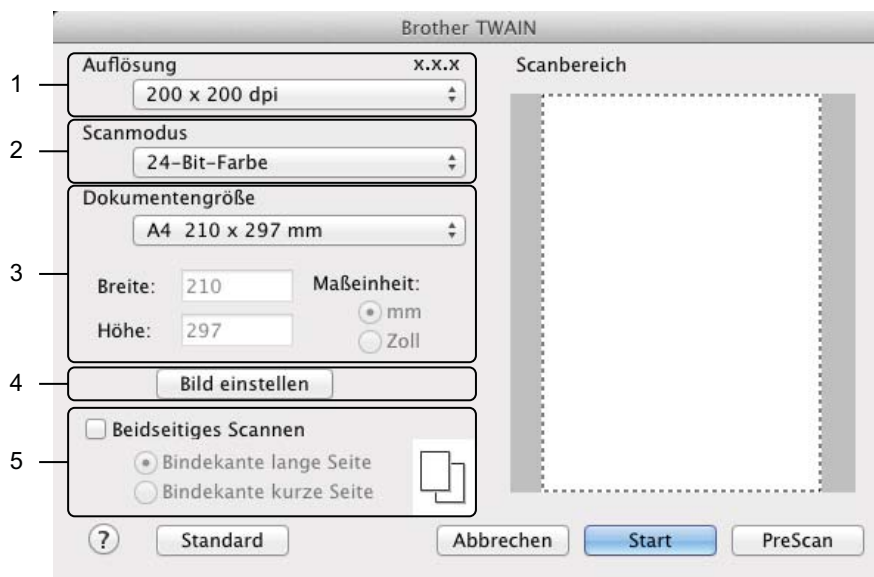 Brother TWAIN
1
Auflösung x.x.x
200 x 200 dpi
2
Scanmodus
24-Bit-Farbe
3
Dokumentengröße
A4 210 x 297 mm
Breite: 210
Maßeinheit:
mm
Höhe: 297
Zoll
4
Bild einstellen
5
Beidseitiges Scannen
Bindekante lange Seite
Bindekante kurze Seite
Scanbereich
?
Standard
Abbrechen
Start
PreScan